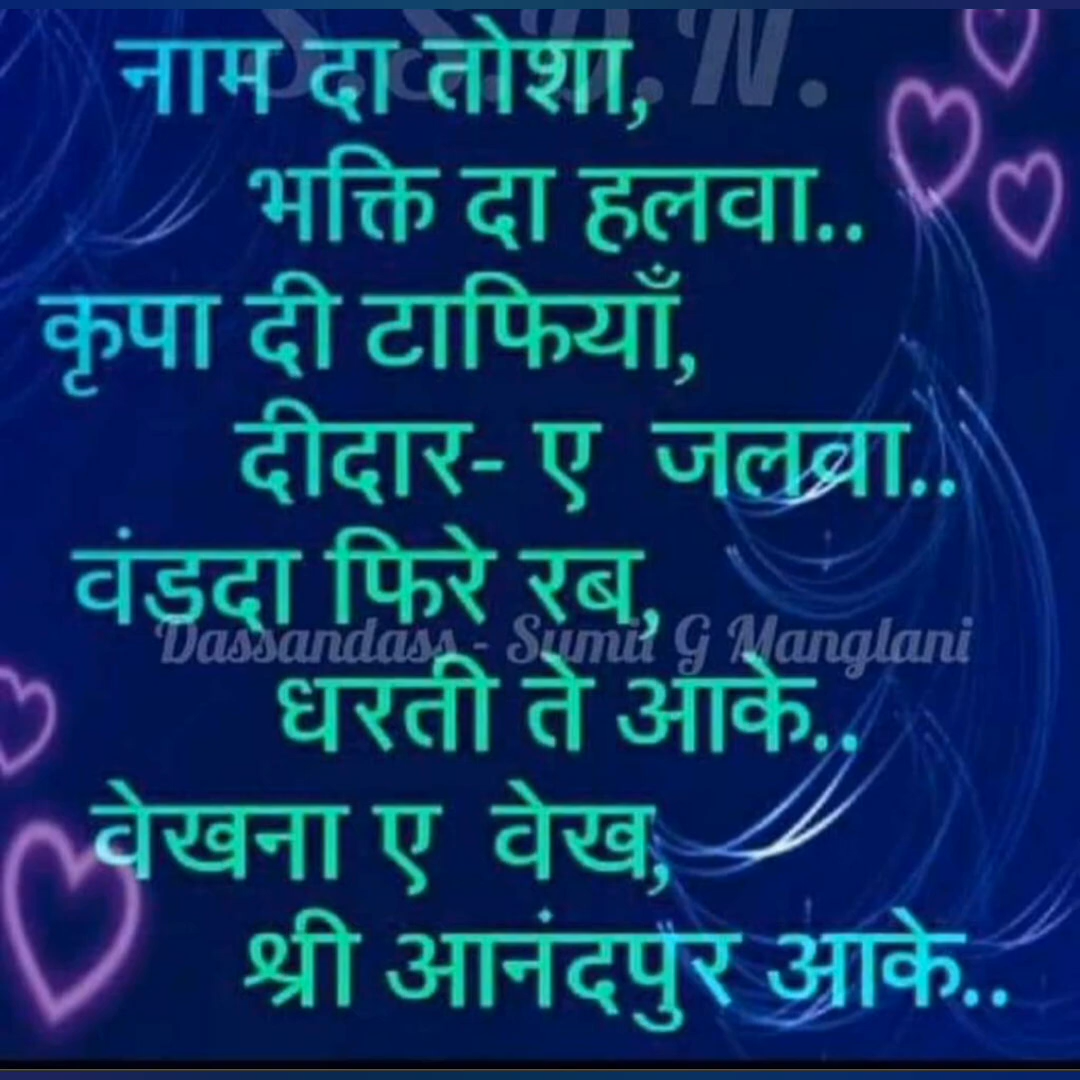 S.S.D.N.
नाम दा तोशा,
भक्ति दा हलवा..
कृपा दी टाफियाँ,
दीदार- ए जलवा..
वंडदा फिरे रब,
Dassandass - Sumit G Manglani
धरती ते आके..
वेखना ए वेख,
श्री आनंदपुर आके..